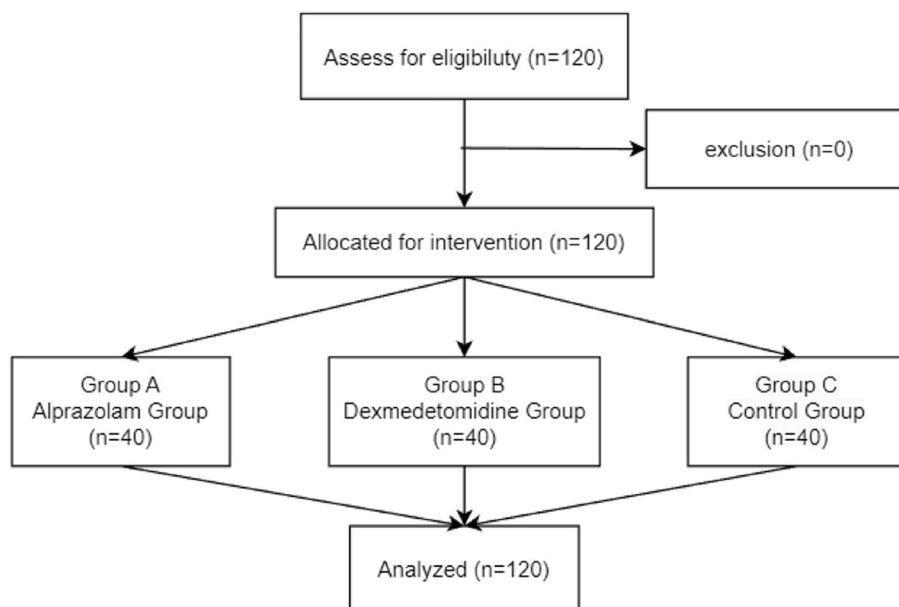 Assess for eligibiluty (n=120)
exclusion (n=0)
Allocated for intervention (n=120)
Group A
Alprazolam Group
(n=40)
Group B
Dexmedetomidine Group
(n=40)
Group C
Control Group
(n=40)
Analyzed (n=120)